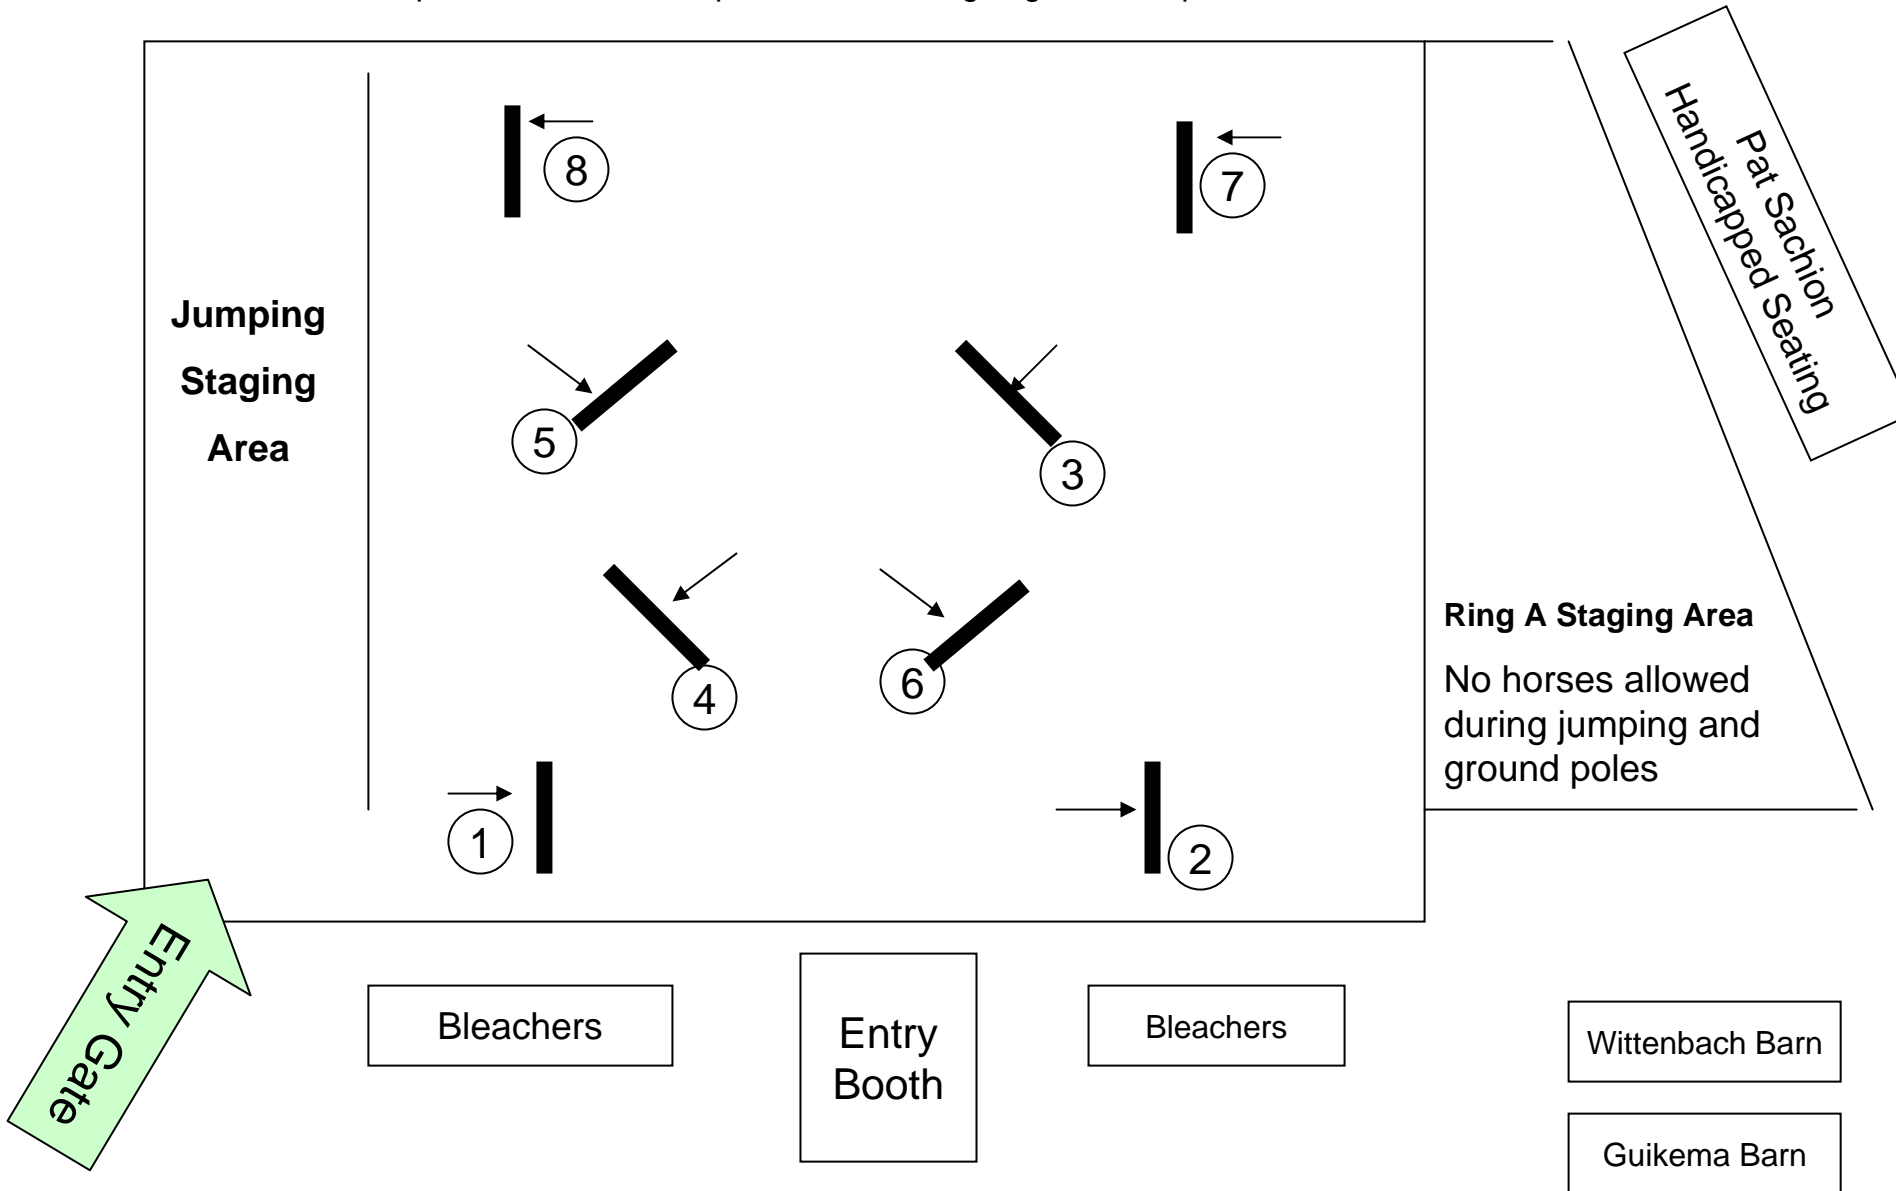 8
7
Pat Sachion
Handicapped Seating
Jumping
Staging
Area
5
3
Ring A Staging Area
No horses allowed
during jumping and
ground poles
4
6
1
2
Entry Gate
Bleachers
Entry
Booth
Bleachers
Wittenbach Barn
Guikema Barn